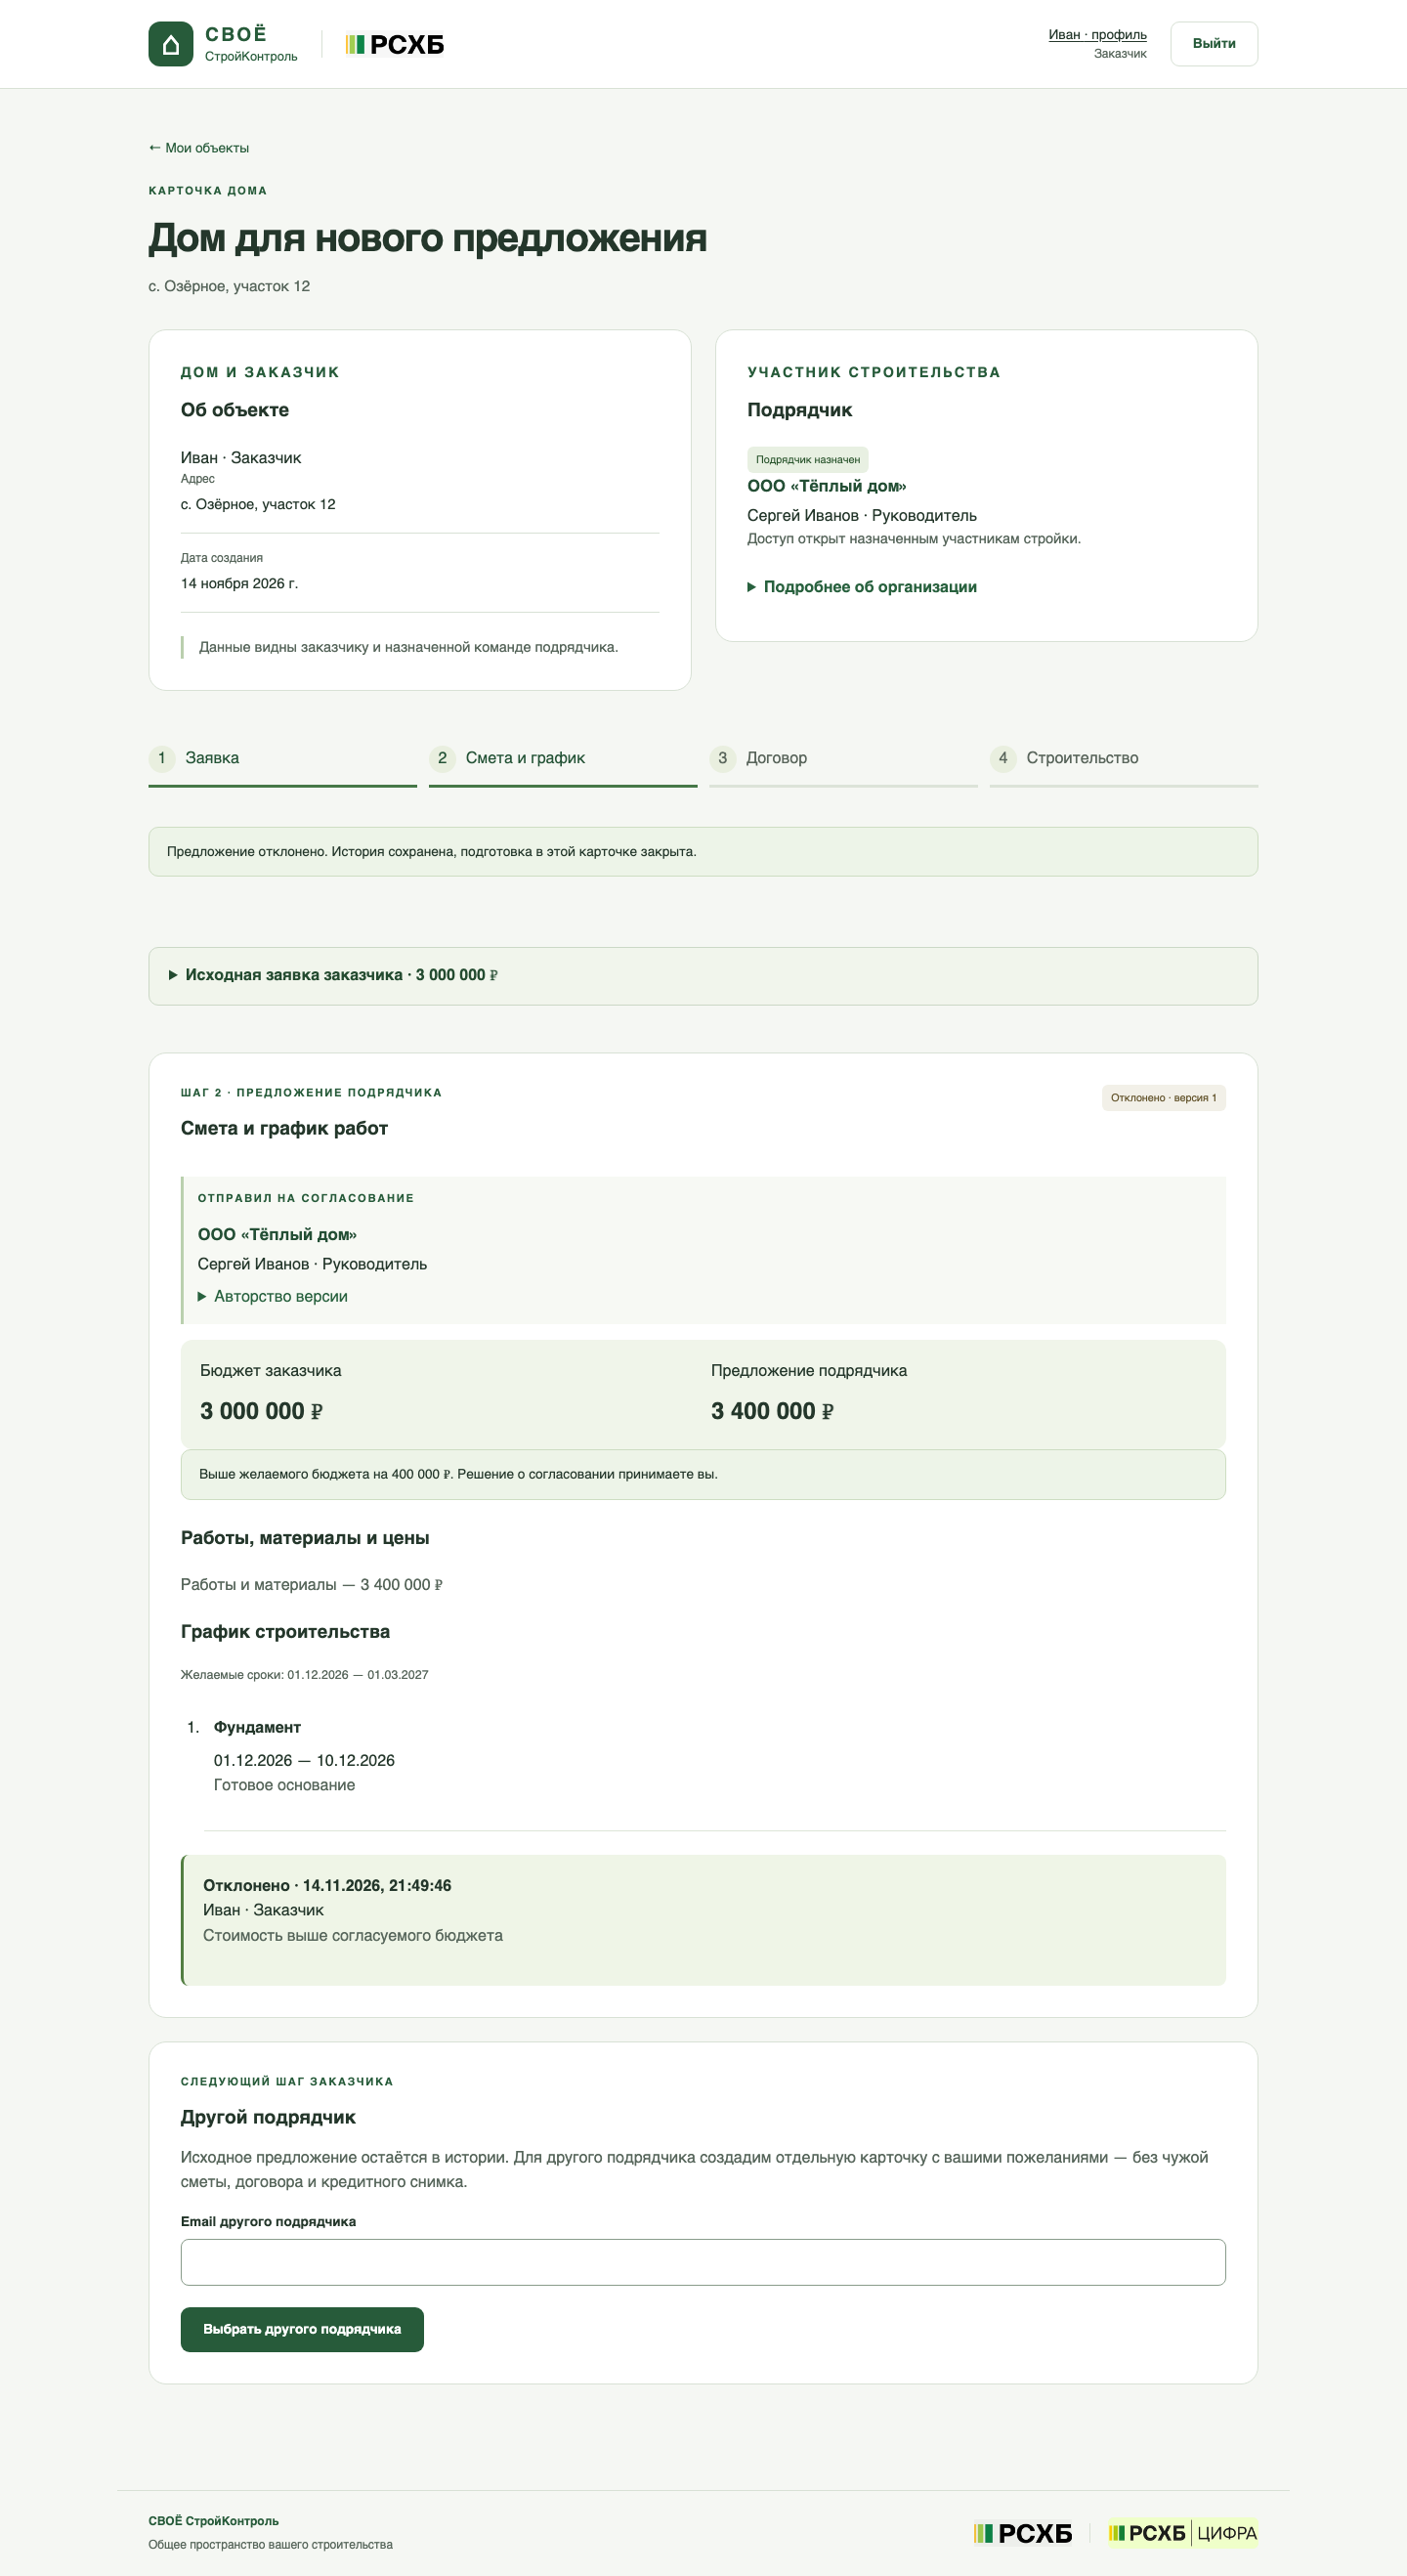 СВОЁ
СтройКонтроль
РСХБ
Иван · профиль
Заказчик
Выйти
← Мои объекты
КАРТОЧКА ДОМА
Дом для нового предложения
с. Озёрное, участок 12
ДОМ И ЗАКАЗЧИК
Об объекте
Иван · Заказчик
Адрес
с. Озёрное, участок 12
Дата создания
14 ноября 2026 г.
Данные видны заказчику и назначенной команде подрядчика.
УЧАСТНИК СТРОИТЕЛЬСТВА
Подрядчик
Подрядчик назначен
ООО «Тёплый дом»
Сергей Иванов · Руководитель
Доступ открыт назначенным участникам стройки.
▶ Подробнее об организации
1 Заявка
2 Смета и график
3 Договор
4 Строительство
Предложение отклонено. История сохранена, подготовка в этой карточке закрыта.
▶ Исходная заявка заказчика · 3 000 000 ₽
ШАГ 2 · ПРЕДЛОЖЕНИЕ ПОДРЯДЧИКА
Отклонено · версия 1
Смета и график работ
ОТПРАВИЛ НА СОГЛАСОВАНИЕ
ООО «Тёплый дом»
Сергей Иванов · Руководитель
▶ Авторство версии
Бюджет заказчика
3 000 000 ₽
Предложение подрядчика
3 400 000 ₽
Выше желаемого бюджета на 400 000 ₽. Решение о согласовании принимаете вы.
Работы, материалы и цены
Работы и материалы — 3 400 000 ₽
График строительства
Желаемые сроки: 01.12.2026 — 01.03.2027
1. Фундамент
01.12.2026 — 10.12.2026
Готовое основание
Отклонено · 14.11.2026, 21:49:46
Иван · Заказчик
Стоимость выше согласуемого бюджета
СЛЕДУЮЩИЙ ШАГ ЗАКАЗЧИКА
Другой подрядчик
Исходное предложение остаётся в истории. Для другого подрядчика создадим отдельную карточку с вашими пожеланиями — без чужой
сметы, договора и кредитного снимка.
Email другого подрядчика
Выбрать другого подрядчика
СВОЁ СтройКонтроль
Общее пространство вашего строительства
РСХБ
РСХБ ЦИФРА